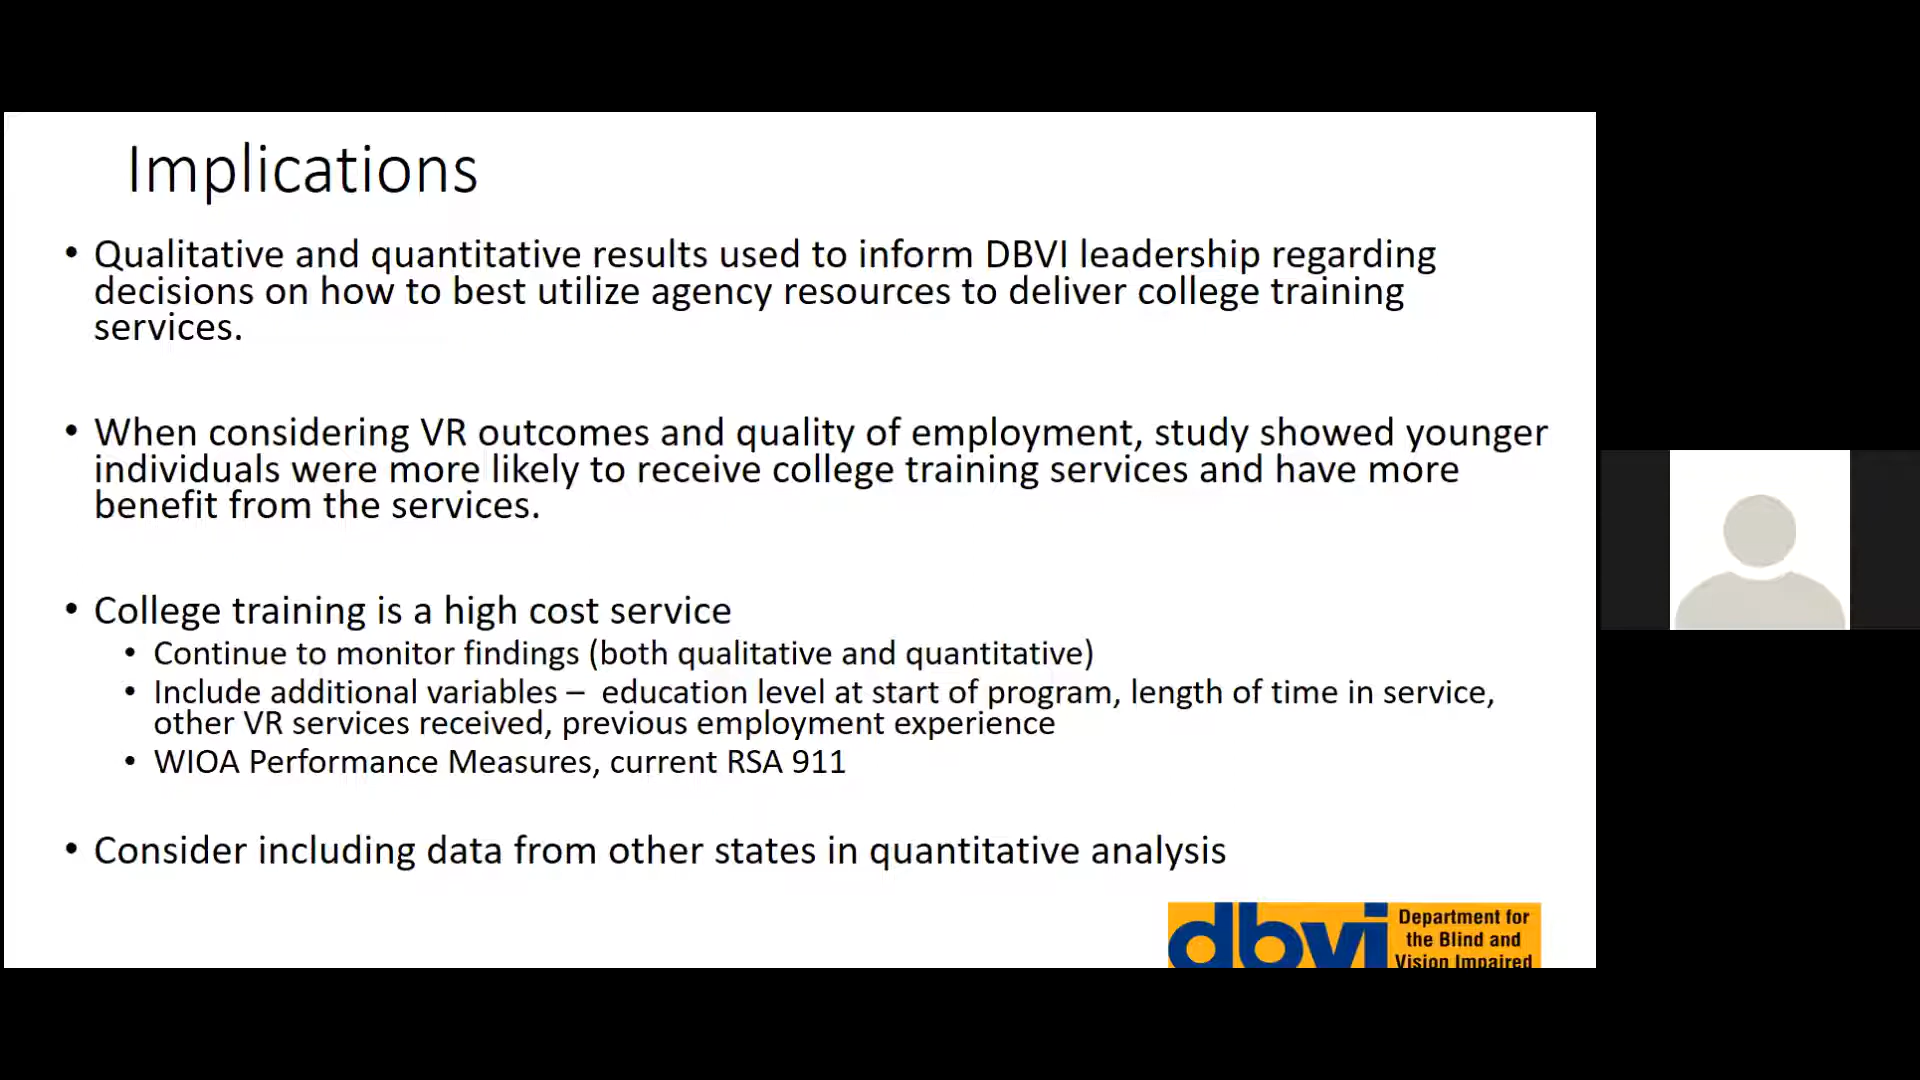 Implications
• Qualitative and quantitative results used to inform DBVI leadership regarding
decisions on how to best utilize agency resources to deliver college training
services.
• When considering VR outcomes and quality of employment, study showed younger
individuals were more likely to receive college training services and have more
benefit from the services.
• College training is a high cost service
• Continue to monitor findings (both qualitative and quantitative)
• Include additional variables – education level at start of program, length of time in service,
other VR services received, previous employment experience
• WIOA Performance Measures, current RSA 911
• Consider including data from other states in quantitative analysis
dbvi
Department for
the Blind and
Vision Impaired